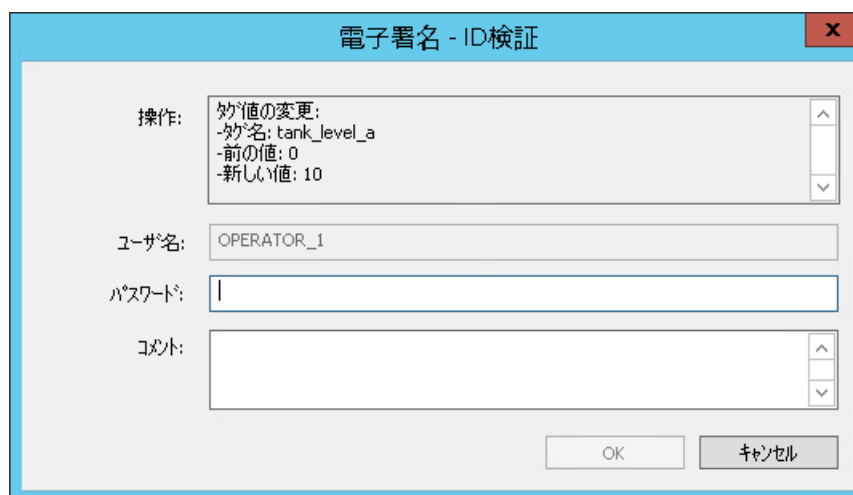 電子署名 - ID検証
x
操作:
ﾀｸﾞ値の変更:
-ﾀｸﾞ名: tank_level_a
-前の値: 0
-新しい値: 10
ﾕｰｻﾞ名:
OPERATOR_1
ﾊﾟｽﾜｰﾄﾞ:
ｺﾒﾝﾄ:
OK
ｷｬﾝｾﾙ